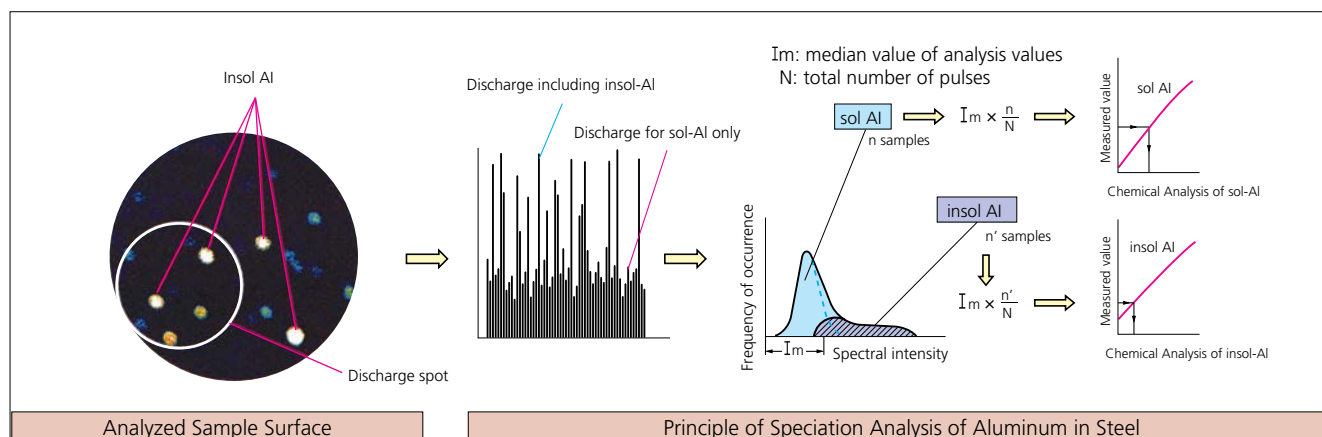 Insol Al
Discharge spot
Analyzed Sample Surface
Discharge including insol-Al
Discharge for sol-Al only
Im: median value of analysis values
N: total number of pulses
sol Al
n samples
Im × n/N
insol Al
n' samples
Im × n'/N
Frequency of occurrence
Im
Spectral intensity
Measured value
sol Al
Chemical Analysis of sol-Al
Measured value
insol Al
Chemical Analysis of insol-Al
Principle of Speciation Analysis of Aluminum in Steel